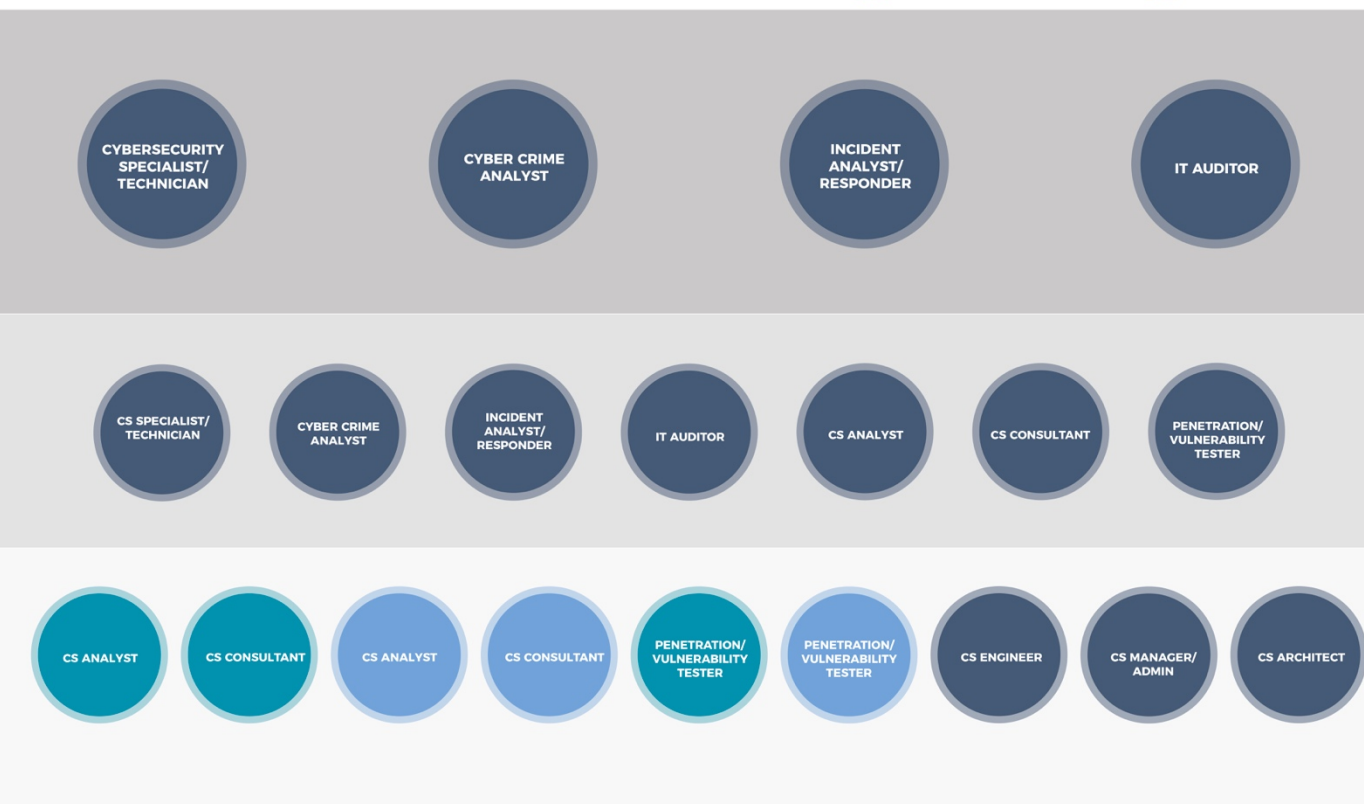 CYBERSECURITY
SPECIALIST/
TECHNICIAN
CYBER CRIME
ANALYST
INCIDENT
ANALYST/
RESPONDER
IT AUDITOR
CS SPECIALIST/
TECHNICIAN
CYBER CRIME
ANALYST
INCIDENT
ANALYST/
RESPONDER
IT AUDITOR
CS ANALYST
CS CONSULTANT
PENETRATION/
VULNERABILITY
TESTER
CS ANALYST
CS CONSULTANT
CS ANALYST
CS CONSULTANT
PENETRATION/
VULNERABILITY
TESTER
PENETRATION/
VULNERABILITY
TESTER
CS ENGINEER
CS MANAGER/
ADMIN
CS ARCHITECT